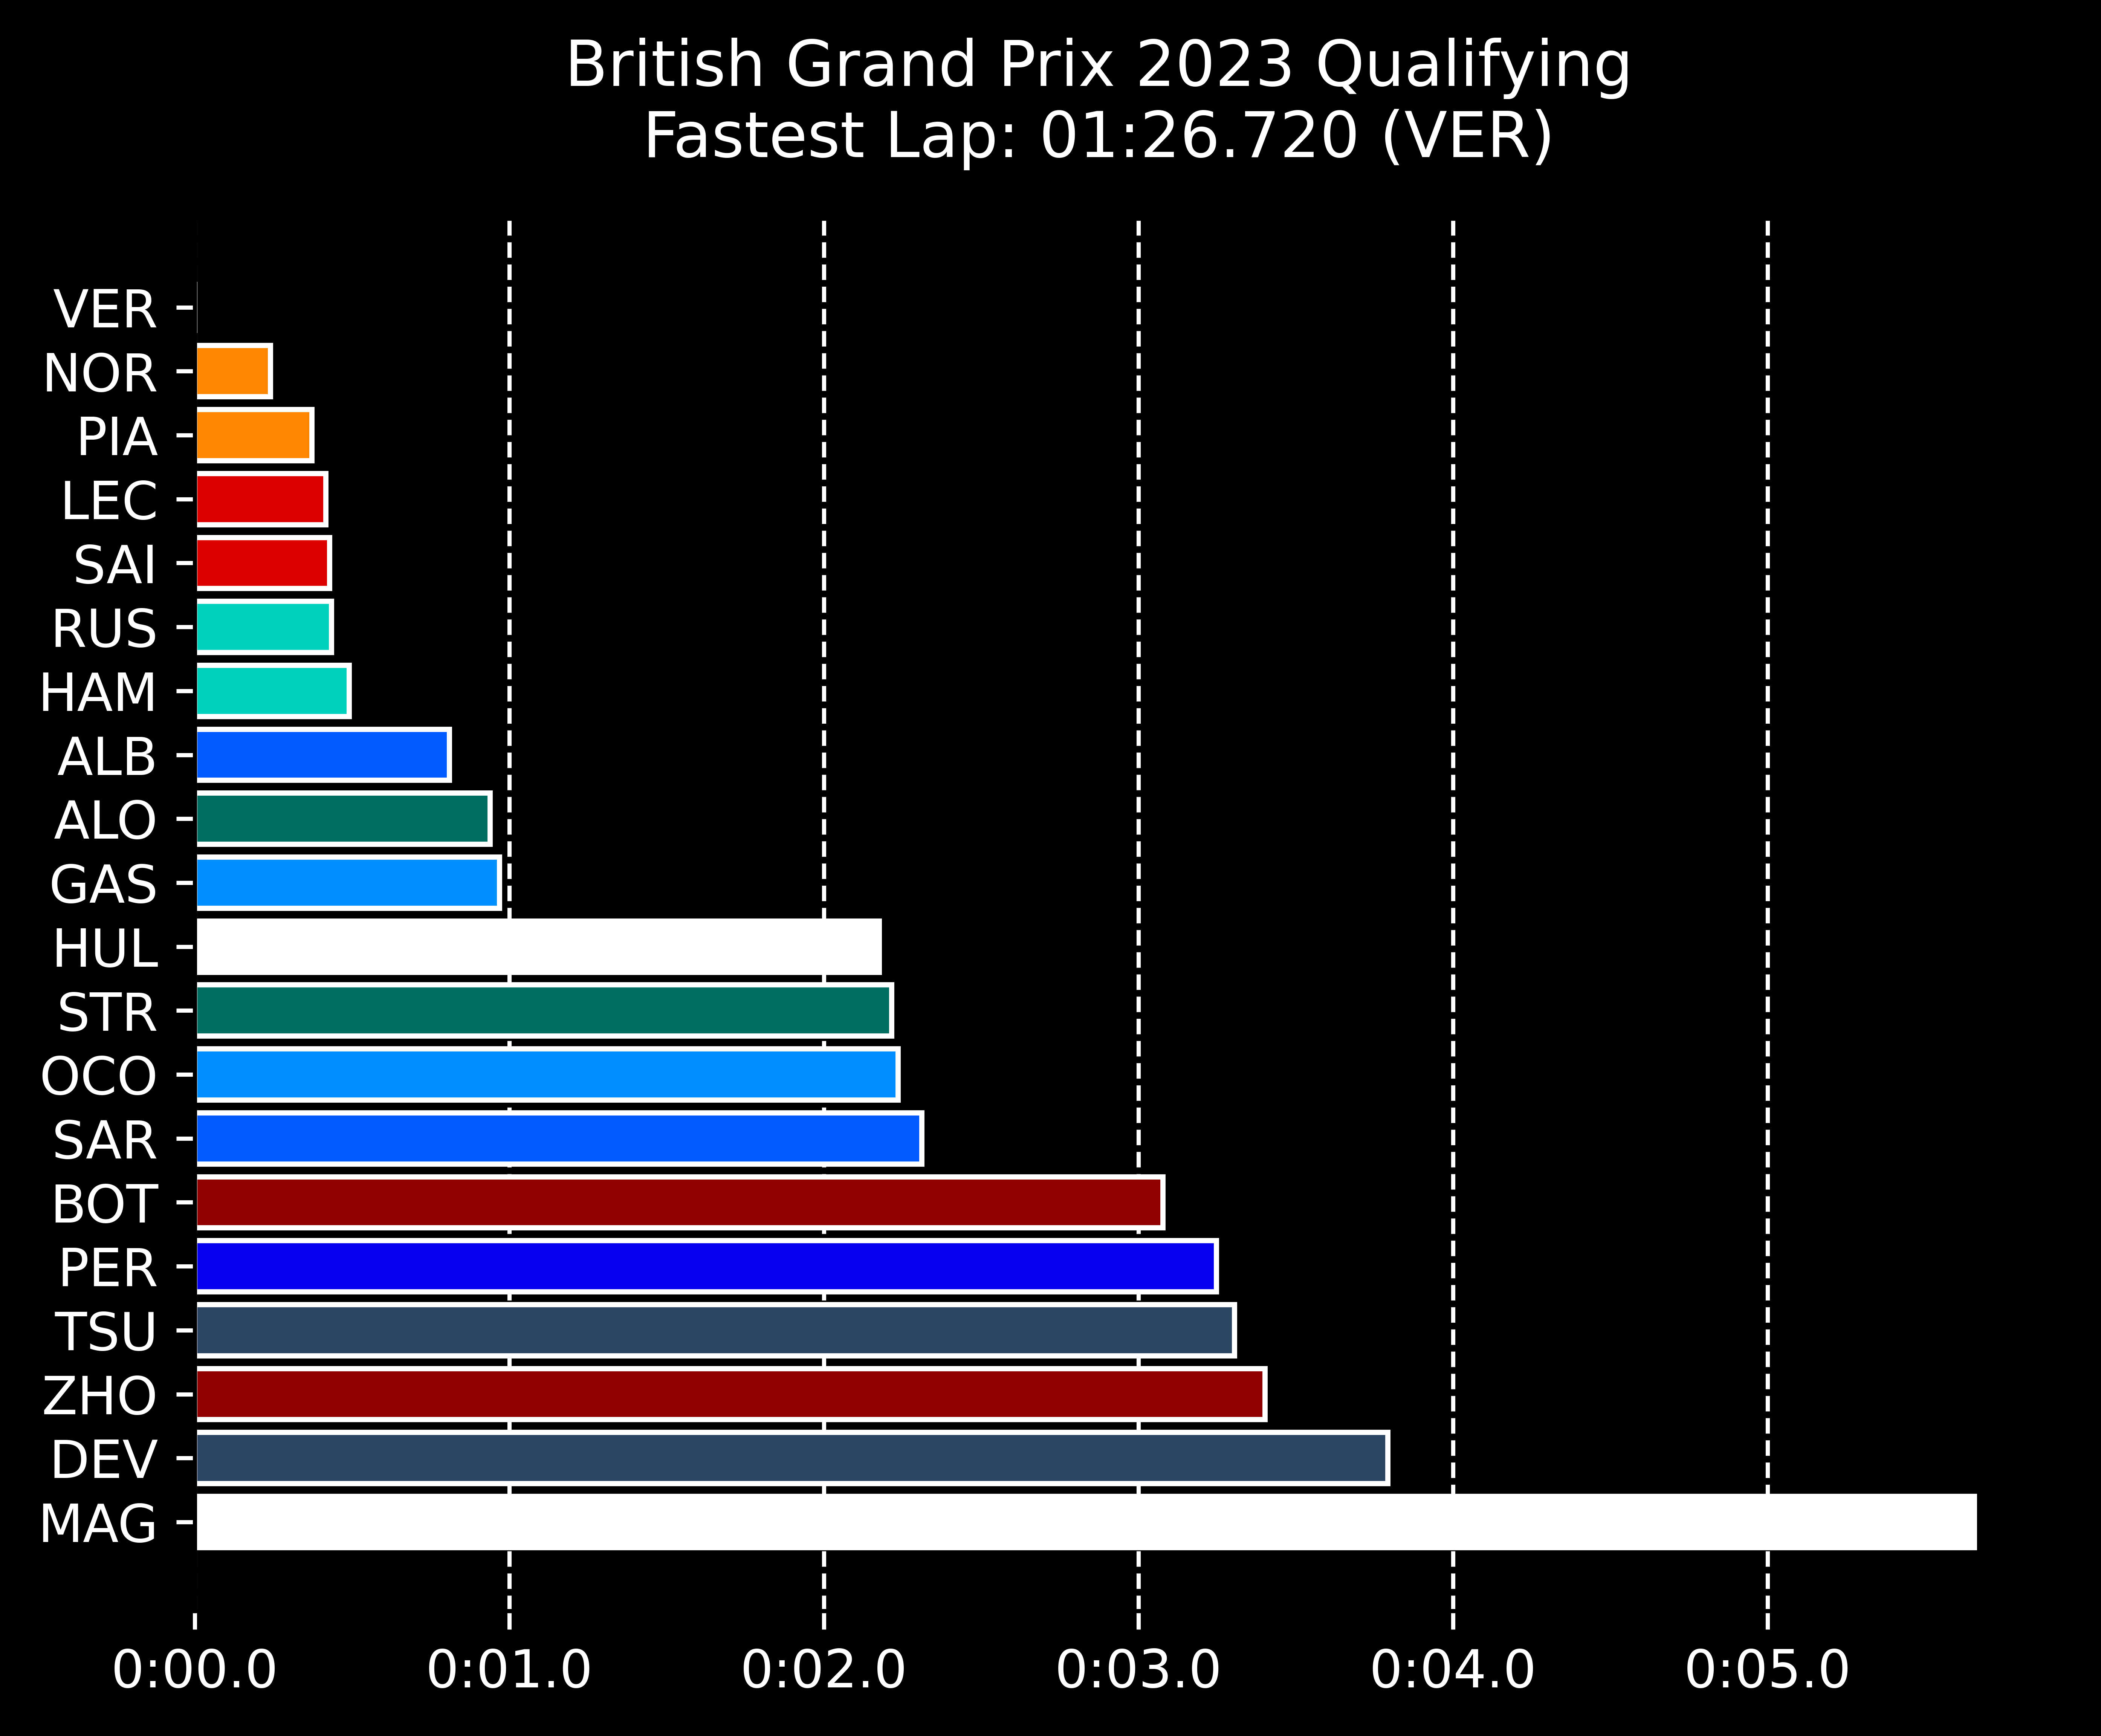 British Grand Prix 2023 Qualifying
Fastest Lap: 01:26.720 (VER)
VER
NOR
PIA
LEC
SAI
RUS
HAM
ALB
ALO
GAS
HUL
STR
OCO
SAR
BOT
PER
TSU
ZHO
DEV
MAG
0:00.0 0:01.0 0:02.0 0:03.0 0:04.0 0:05.0